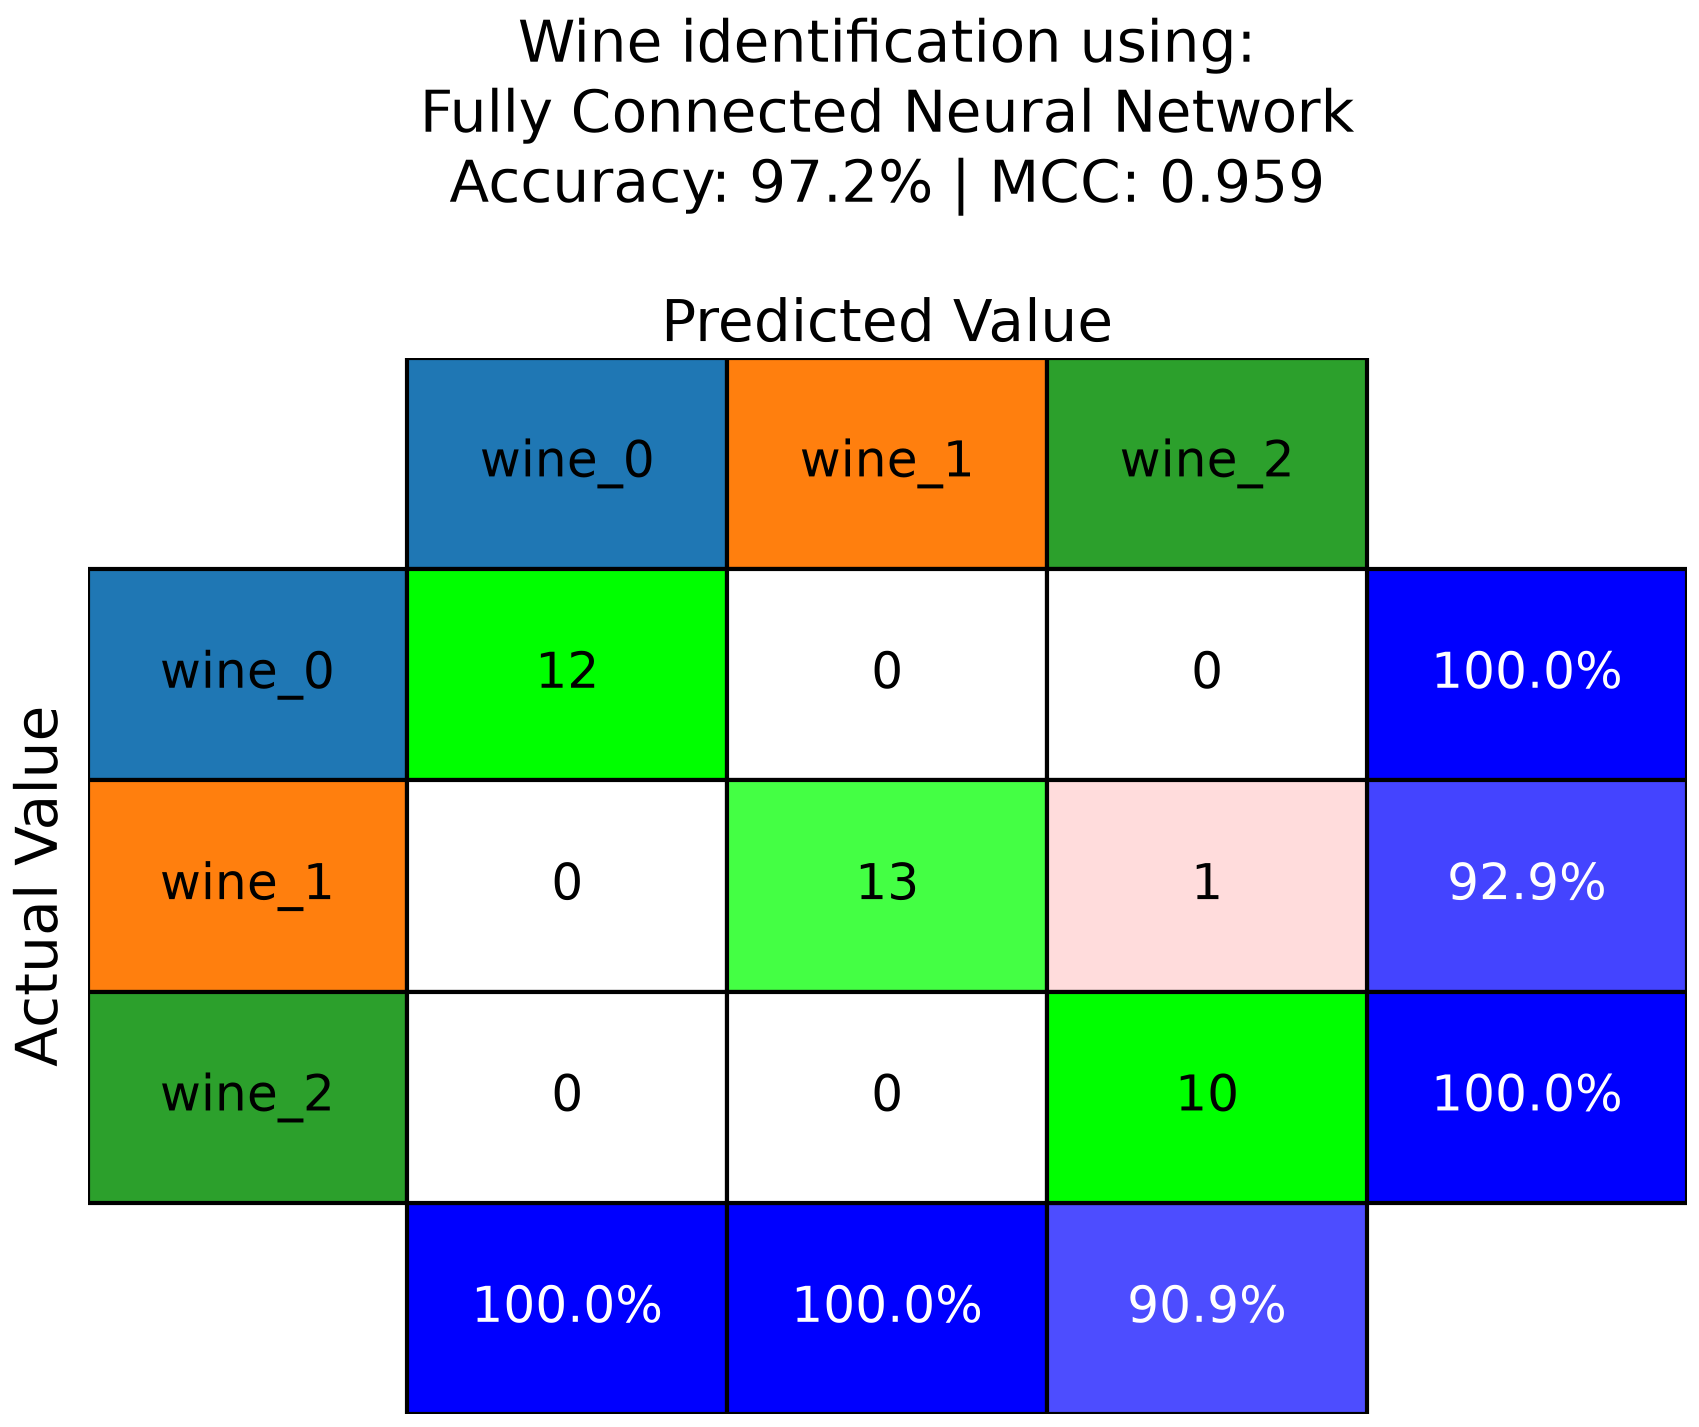 Wine identification using:
Fully Connected Neural Network
Accuracy: 97.2% | MCC: 0.959
Predicted Value
wine_0 wine_1 wine_2
Actual Value
wine_0 12 0 0 100.0%
wine_1 0 13 1 92.9%
wine_2 0 0 10 100.0%
100.0% 100.0% 90.9%